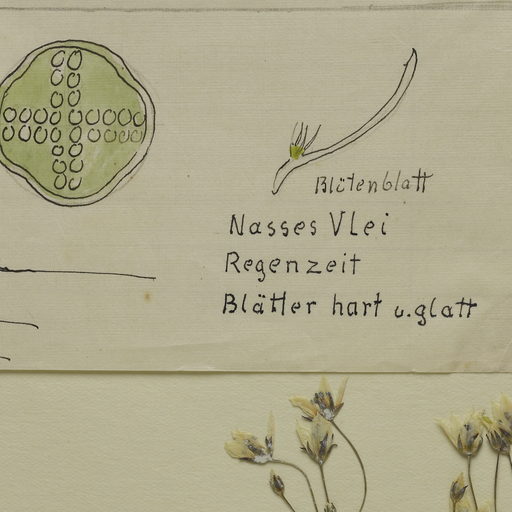 Blütenblatt
Nasses Vlei
Regenzeit
Blätter hart u. glatt